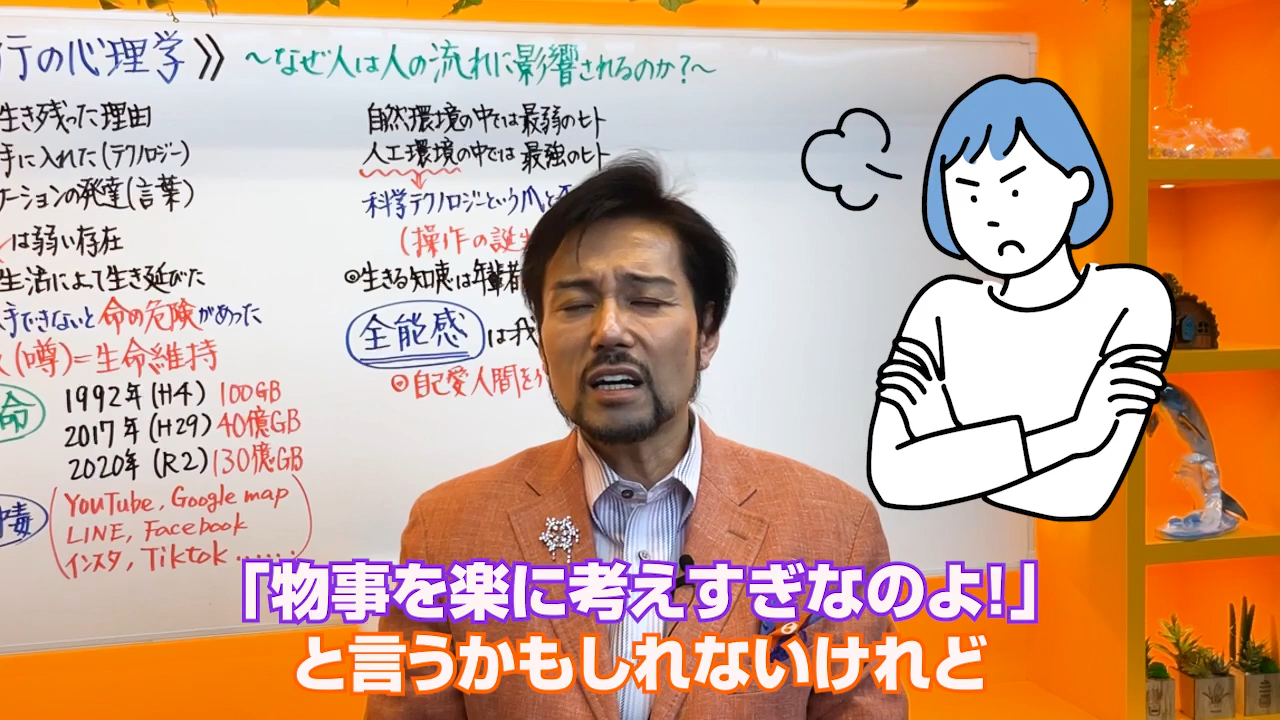 行の心理学》 ～なぜ人は人の流れに影響されるのか?～
生き残った理由
手に入れた(テクノロジー)
ーションの発達(言葉)
は弱い存在
生活によって生き延びた
手できないと命の危険があった
(噂)=生命維持
命
1992年(H4) 100GB
2017年(H29) 40億GB
2020年(R2) 130億GB
YouTube, Google map
LINE, Facebook
インスタ, Tiktok……
自然環境の中では最弱のヒト
人工環境の中では最強のヒト
科学テクノロジーという爪と
(操作の誕生
◎生きる知恵は年輩者
全能感は我
◎自己愛人間を
「物事を楽に考えすぎなのよ!」
と言うかもしれないけれど